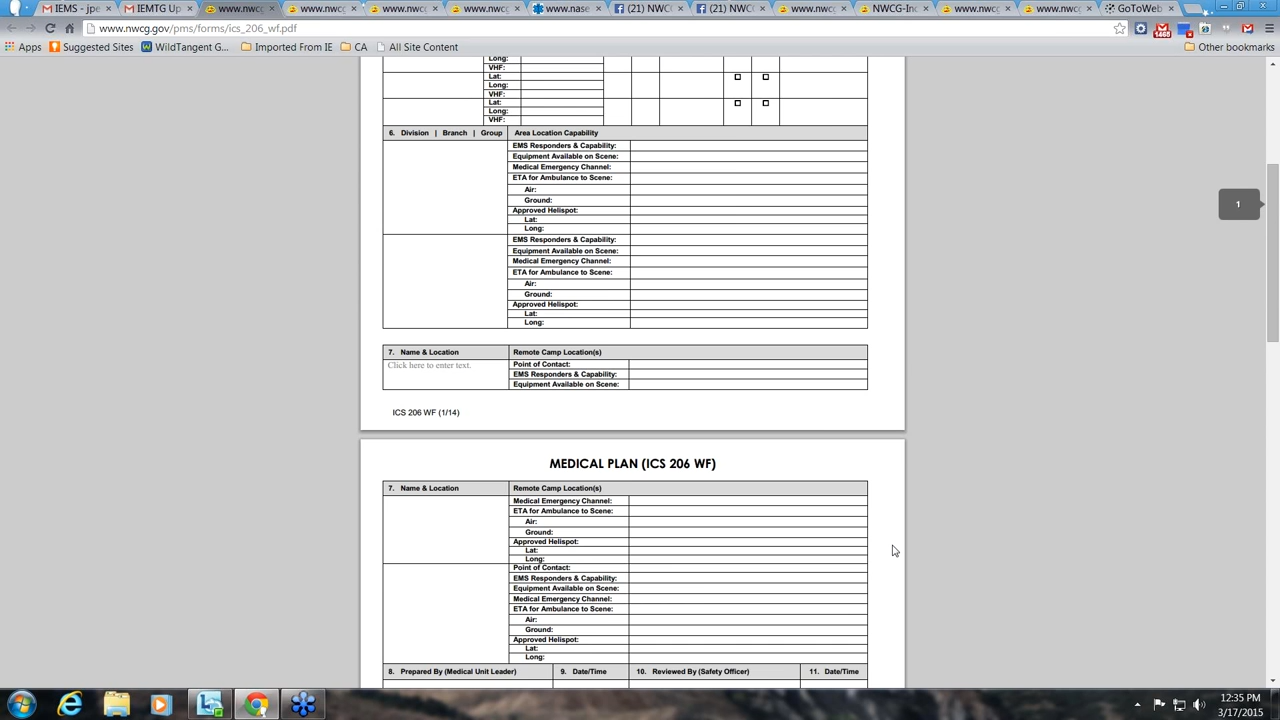 IEMS - jpe
IEMTG Up
www.nwcg
www.nwcg
www.nwcg
www.nwcg
www.nase
(21) NWC
(21) NWC
www.nwcg
NWCG-In
www.nwcg
www.nwcg
GoToWeb
www.nwcg.gov/pms/forms/ics_206_wf.pdf
1465
Apps
Suggested Sites
WildTangent G...
Imported From IE
CA
All Site Content
Other bookmarks
Long:
VHF:
Lat:
Long:
VHF:
Lat:
Long:
VHF:
6. Division | Branch | Group
Area Location Capability
EMS Responders & Capability:
Equipment Available on Scene:
Medical Emergency Channel:
ETA for Ambulance to Scene:
Air:
Ground:
Approved Helispot:
Lat:
Long:
EMS Responders & Capability:
Equipment Available on Scene:
Medical Emergency Channel:
ETA for Ambulance to Scene:
Air:
Ground:
Approved Helispot:
Lat:
Long:
1
7. Name & Location
Remote Camp Location(s)
Click here to enter text.
Point of Contact:
EMS Responders & Capability:
Equipment Available on Scene:
ICS 206 WF (1/14)
MEDICAL PLAN (ICS 206 WF)
7. Name & Location
Remote Camp Location(s)
Medical Emergency Channel:
ETA for Ambulance to Scene:
Air:
Ground:
Approved Helispot:
Lat:
Long:
Point of Contact:
EMS Responders & Capability:
Equipment Available on Scene:
Medical Emergency Channel:
ETA for Ambulance to Scene:
Air:
Ground:
Approved Helispot:
Lat:
Long:
8. Prepared By (Medical Unit Leader)
9. Date/Time
10. Reviewed By (Safety Officer)
11. Date/Time
12:35 PM
3/17/2015